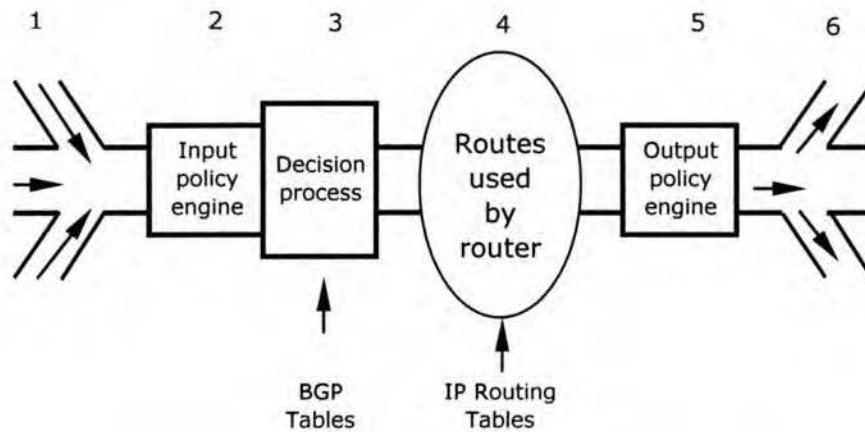 1 2 3 4 5 6
Input
policy
engine
Decision
process
Routes
used
by
router
Output
policy
engine
BGP
Tables
IP Routing
Tables